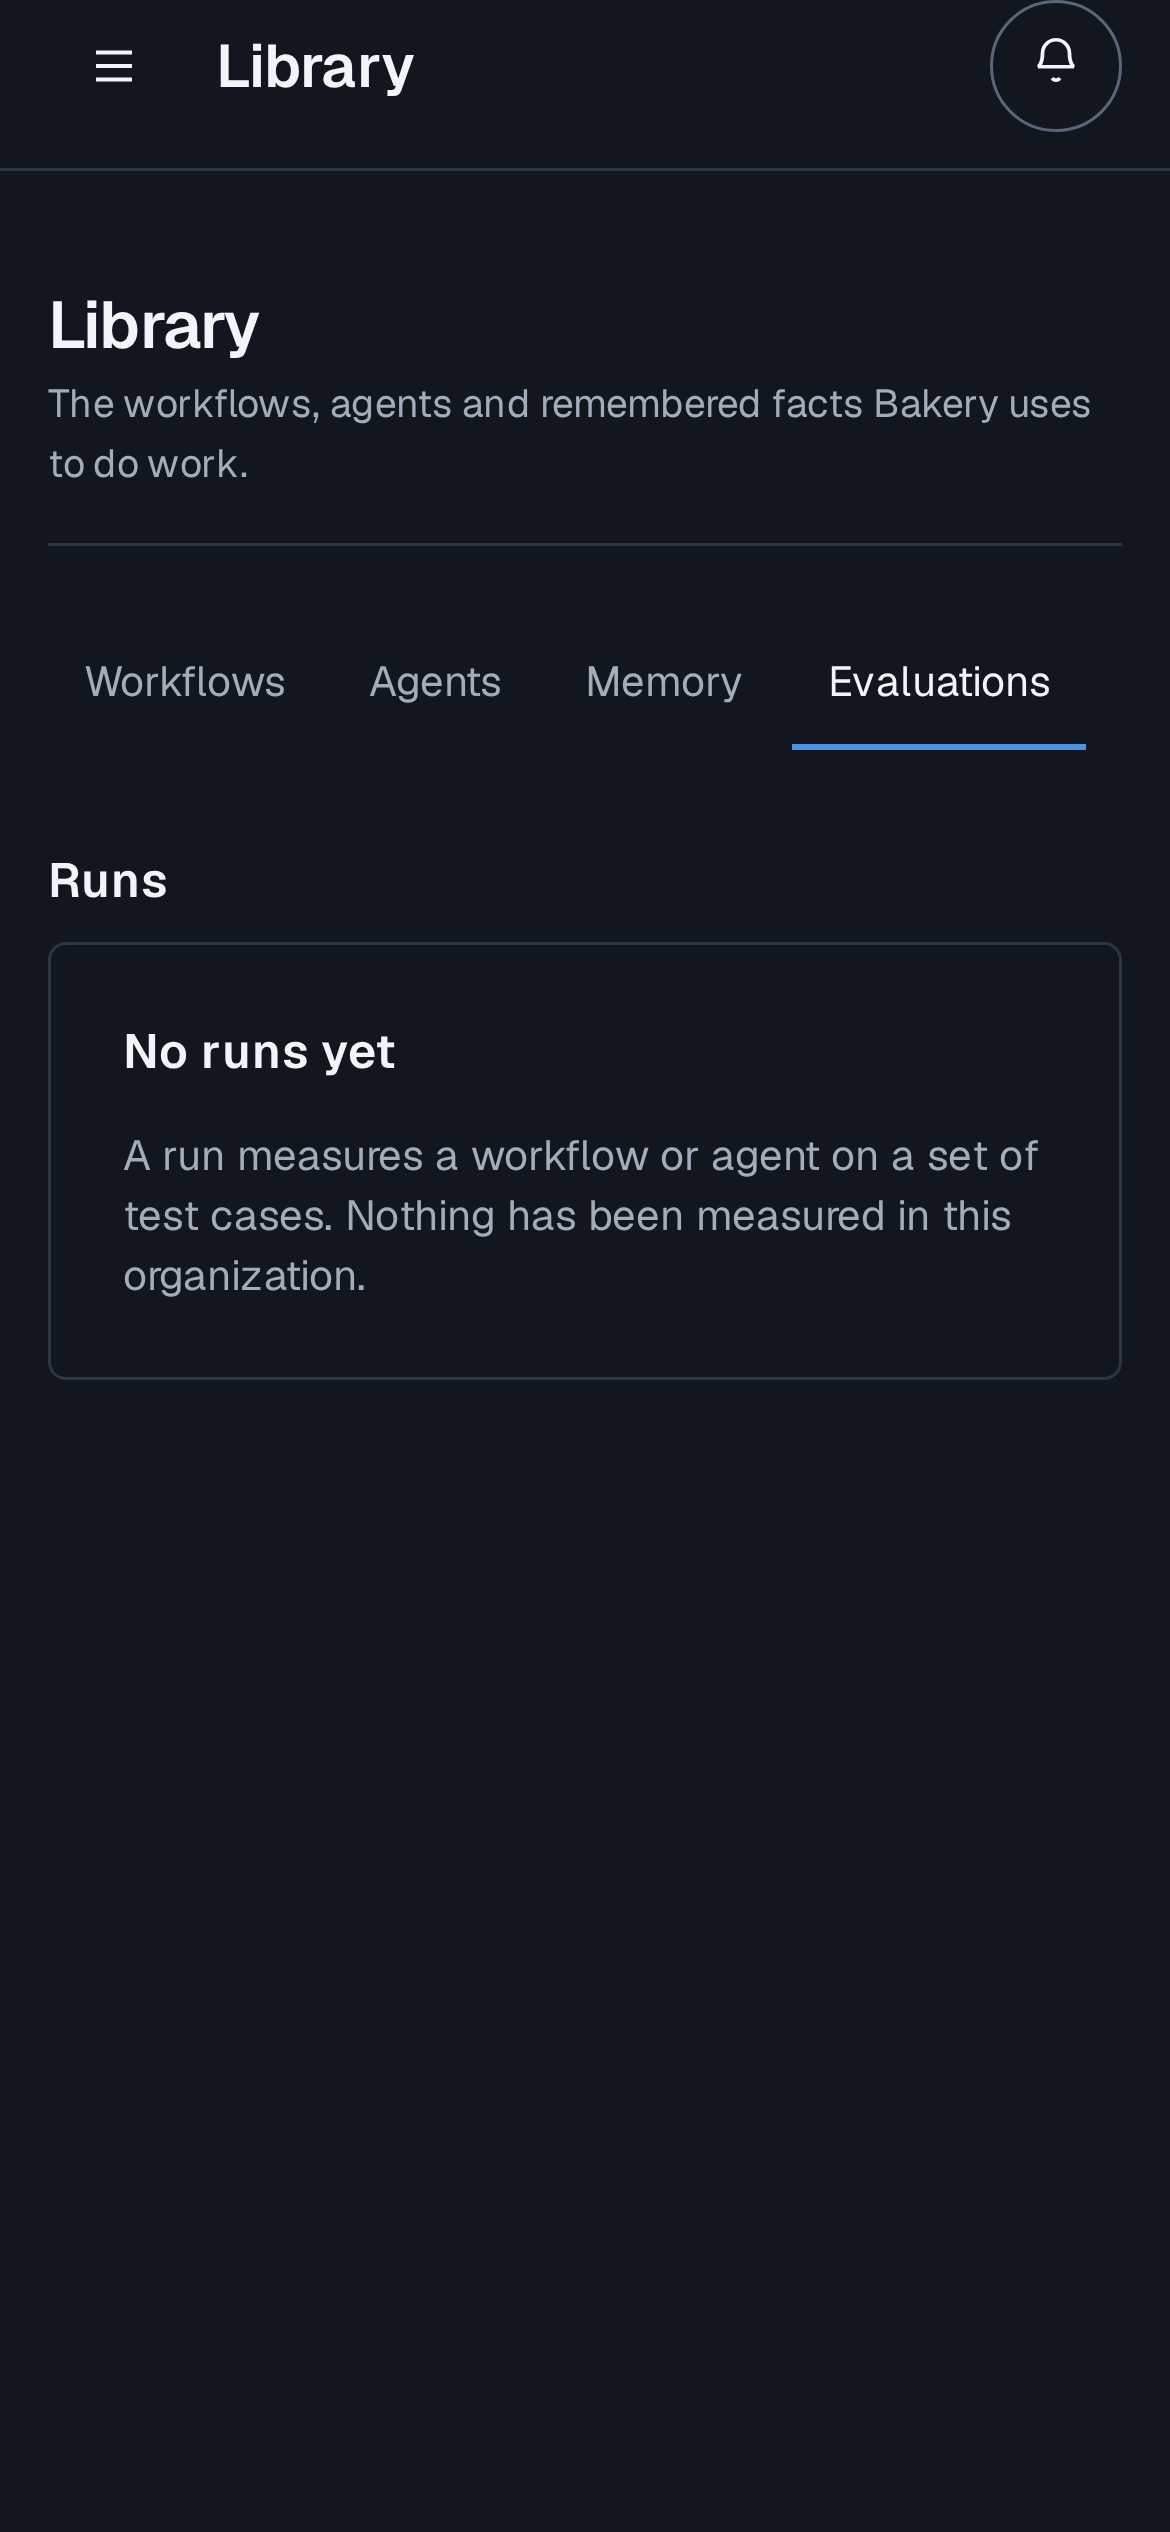 Library
Library
The workflows, agents and remembered facts Bakery uses
to do work.
Workflows Agents Memory Evaluations
Runs
No runs yet
A run measures a workflow or agent on a set of
test cases. Nothing has been measured in this
organization.